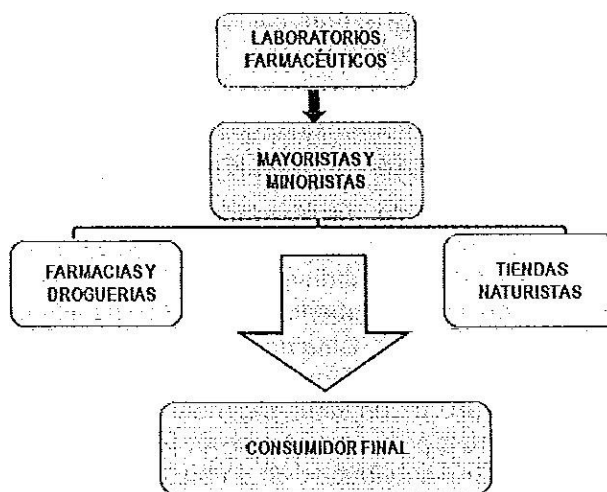 LABORATORIOS
FARMACÉUTICOS
MAYORISTAS Y
MINORISTAS
FARMACIAS Y
DROGUERIAS
TIENDAS
NATURISTAS
CONSUMIDOR FINAL